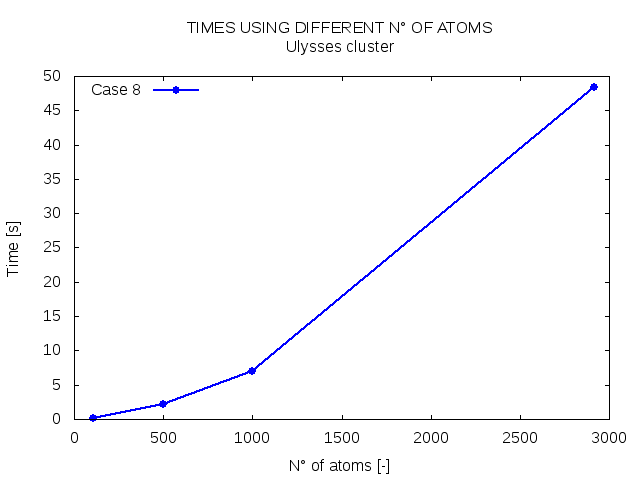 TIMES USING DIFFERENT N° OF ATOMS
Ulysses cluster
Case 8
50
45
40
35
30
25
20
15
10
5
0
Time [s]
0 500 1000 1500 2000 2500 3000
N° of atoms [-]